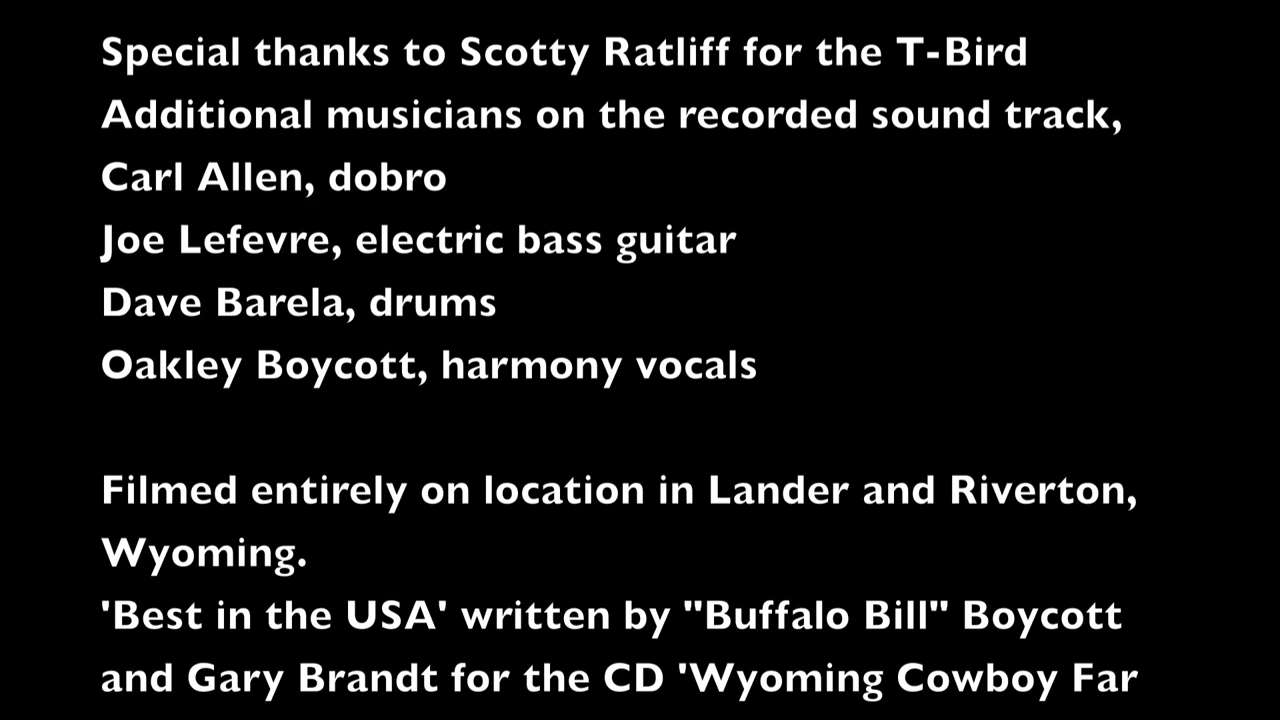 Special thanks to Scotty Ratliff for the T-Bird
Additional musicians on the recorded sound track,
Carl Allen, dobro
Joe Lefevre, electric bass guitar
Dave Barela, drums
Oakley Boycott, harmony vocals
Filmed entirely on location in Lander and Riverton,
Wyoming.
'Best in the USA' written by "Buffalo Bill" Boycott
and Gary Brandt for the CD 'Wyoming Cowboy Far